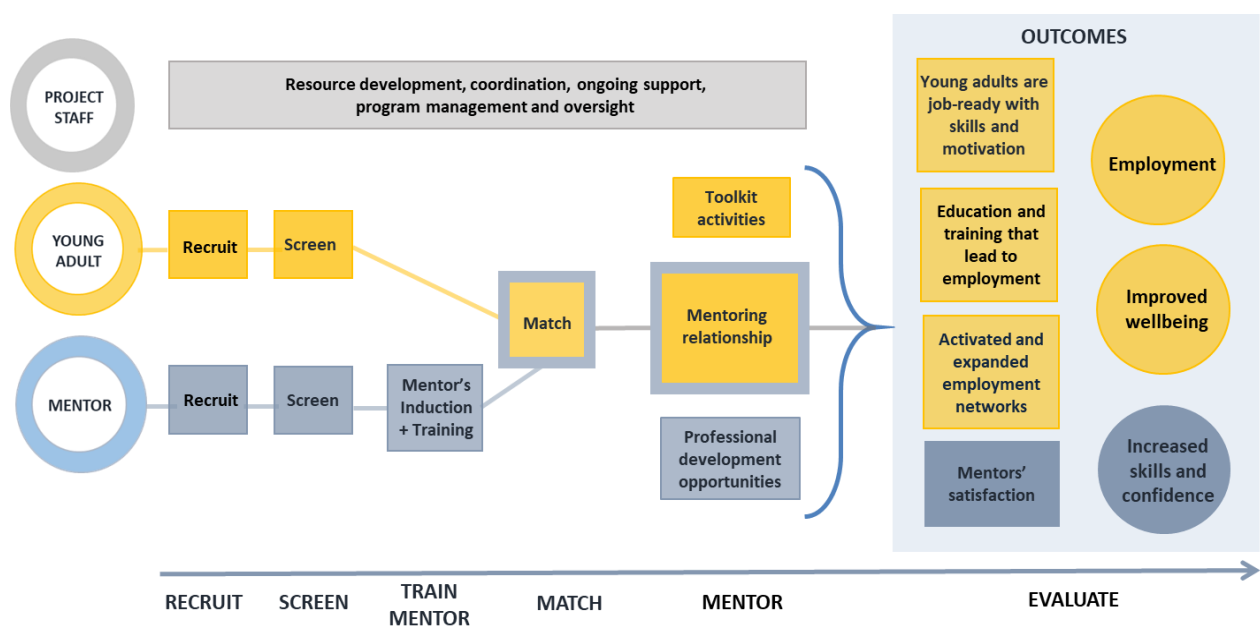 OUTCOMES
PROJECT
STAFF
Resource development, coordination, ongoing support,
program management and oversight
YOUNG
ADULT
Recruit
Screen
MENTOR
Recruit
Screen
Mentor's
Induction
+ Training
Match
Toolkit
activities
Mentoring
relationship
Professional
development
opportunities
Young adults are
job-ready with
skills and
motivation
Education and
training that
lead to
employment
Activated and
expanded
employment
networks
Mentors'
satisfaction
Employment
Improved
wellbeing
Increased
skills and
confidence
RECRUIT
SCREEN
TRAIN
MENTOR
MATCH
MENTOR
EVALUATE